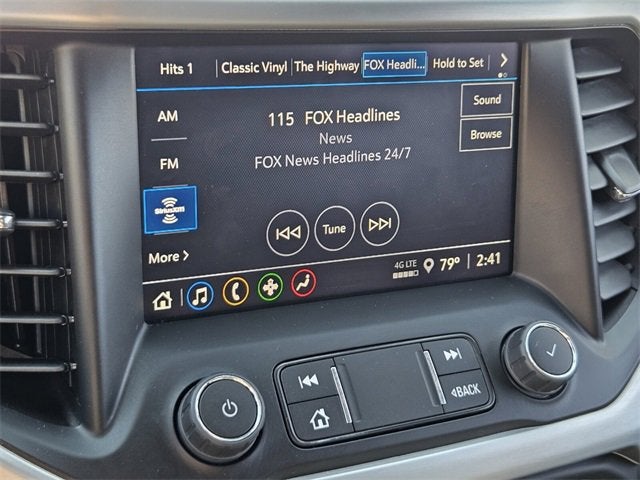 Hits 1 Classic Vinyl The Highway FOX Headli... Hold to Set
AM
115 FOX Headlines
Sound
News
Browse
FM
FOX News Headlines 24/7
SiriusXM
Tune
More
4G LTE 79° 2:41
BACK